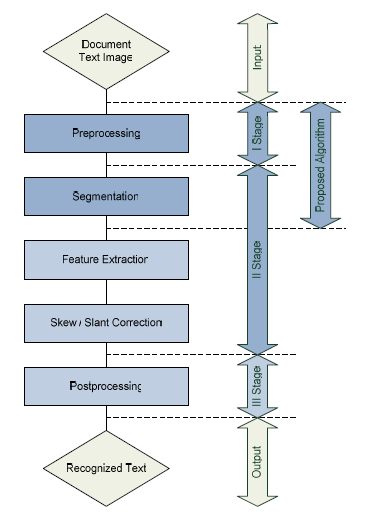 Document
Text Image
Input
Preprocessing
I Stage
Proposed Algorithm
Segmentation
Feature Extraction
II Stage
Skew / Slant Correction
Postprocessing
III Stage
Recognized Text
Output